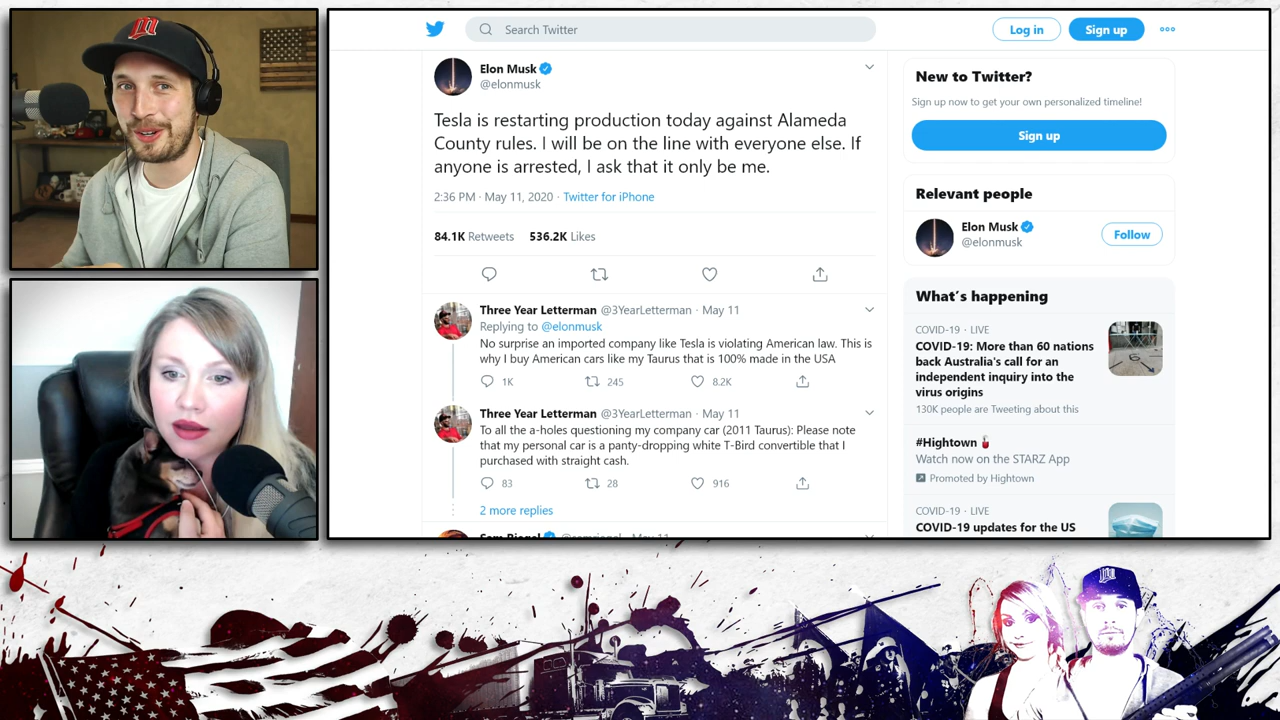 Search Twitter
Log in
Sign up
Elon Musk
@elonmusk
Tesla is restarting production today against Alameda
County rules. I will be on the line with everyone else. If
anyone is arrested, I ask that it only be me.
2:36 PM · May 11, 2020 · Twitter for iPhone
84.1K Retweets 536.2K Likes
Three Year Letterman @3YearLetterman · May 11
Replying to @elonmusk
No surprise an imported company like Tesla is violating American law. This is
why I buy American cars like my Taurus that is 100% made in the USA
1K 245 8.2K
Three Year Letterman @3YearLetterman · May 11
To all the a-holes questioning my company car (2011 Taurus): Please note
that my personal car is a panty-dropping white T-Bird convertible that I
purchased with straight cash.
83 28 916
2 more replies
New to Twitter?
Sign up now to get your own personalized timeline!
Sign up
Relevant people
Elon Musk
@elonmusk
Follow
What's happening
COVID-19 · LIVE
COVID-19: More than 60 nations
back Australia's call for an
independent inquiry into the
virus origins
130K people are Tweeting about this
#Hightown
Watch now on the STARZ App
Promoted by Hightown
COVID-19 · LIVE
COVID-19 updates for the US